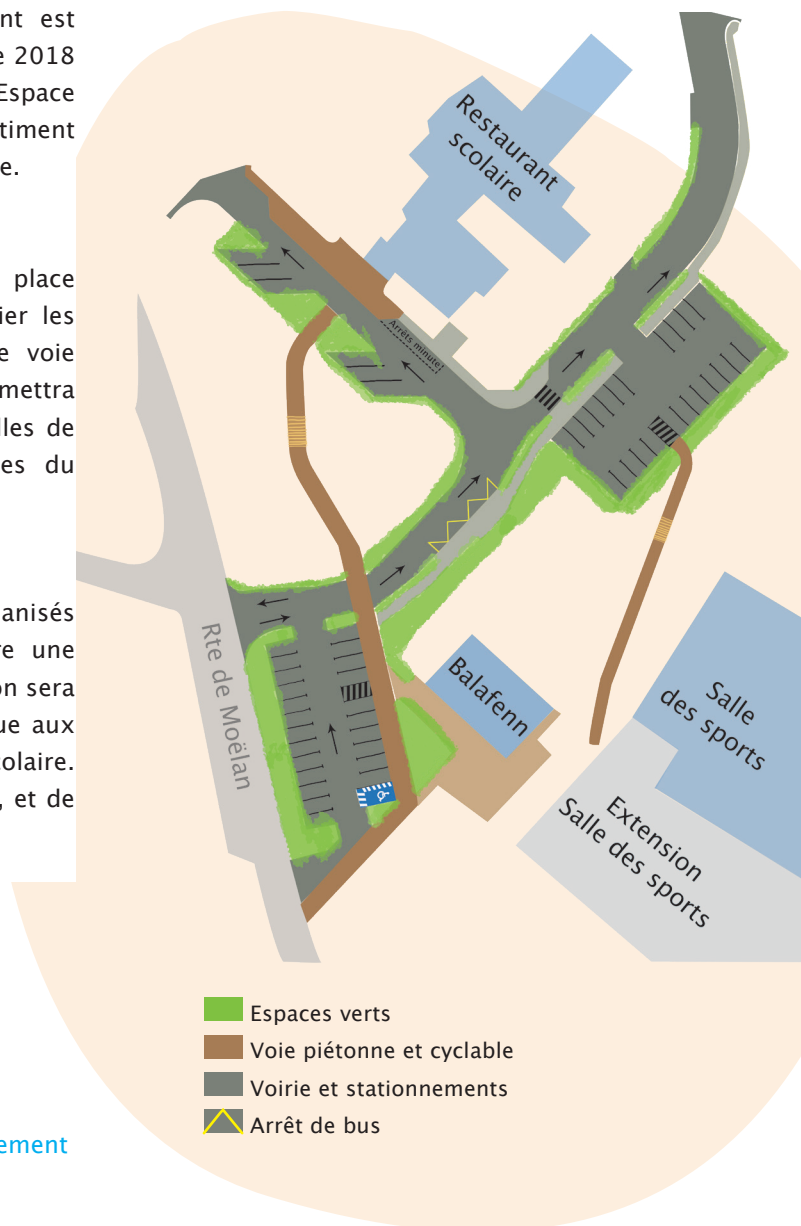 nt est
e 2018
Espace
timent
e.
place
ier les
e voie
mettra
lles de
es du
anisés
re une
on sera
ue aux
colaire.
, et de
Restaurant
scolaire
Arrêts minute
Rte de Moëlan
Balafenn
Salle
des sports
Extension
Salle des sports
Espaces verts
Voie piétonne et cyclable
Voirie et stationnements
Arrêt de bus
ement